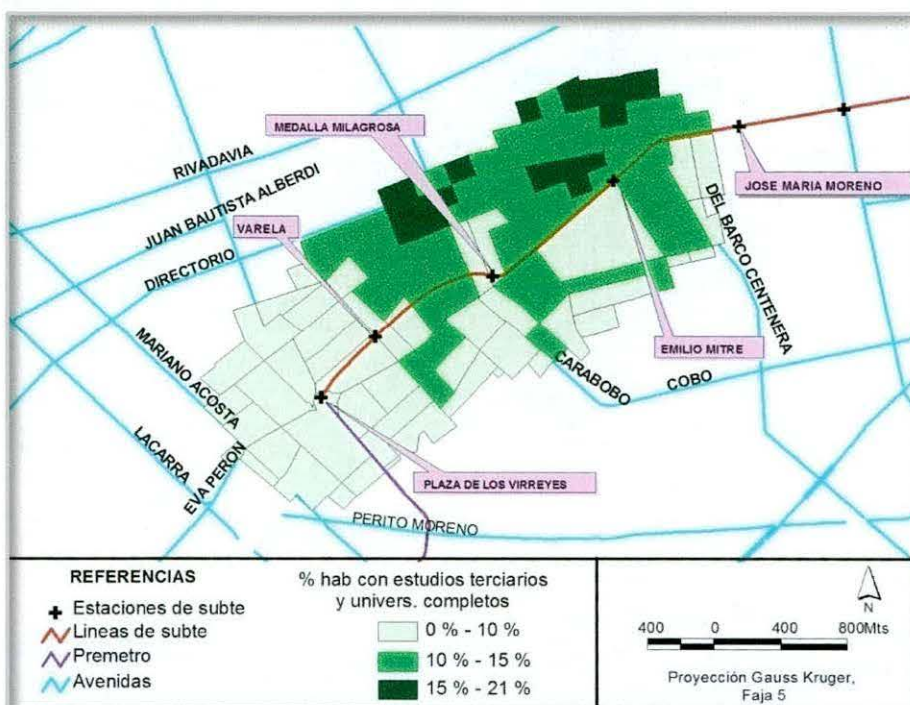 MEDALLA MILAGROSA
RIVADAVIA
JUAN BAUTISTA ALBERDI
VARELA
DIRECTORIO
JOSE MARIA MORENO
DEL BARCO CENTENERA
MARIANO ACOSTA
EMILIO MITRE
CARABOBO
COBO
LACARRA
EVA PERON
PLAZA DE LOS VIRREYES
PERITO MORENO
REFERENCIAS
Estaciones de subte
Lineas de subte
Premetro
Avenidas
% hab con estudios terciarios
y univers. completos
0 % - 10 %
10 % - 15 %
15 % - 21 %
N
400 0 400 800Mts
Proyección Gauss Kruger,
Faja 5